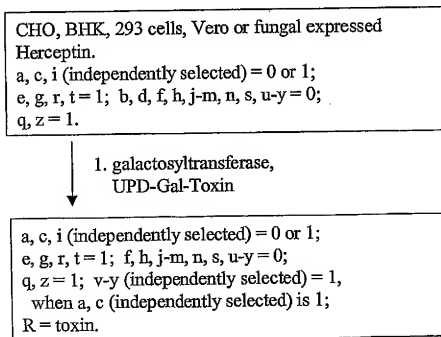 CHO, BHK, 293 cells, Vero or fungal expressed
Herceptin.
a, c, i (independently selected) = 0 or 1;
e, g, r, t = 1; b, d, f, h, j-m, n, s, u-y = 0;
q, z = 1.
1. galactosyltransferase,
UPD-Gal-Toxin
a, c, i (independently selected) = 0 or 1;
e, g, r, t = 1; f, h, j-m, n, s, u-y = 0;
q, z = 1; v-y (independently selected) = 1,
when a, c (independently selected) is 1;
R = toxin.